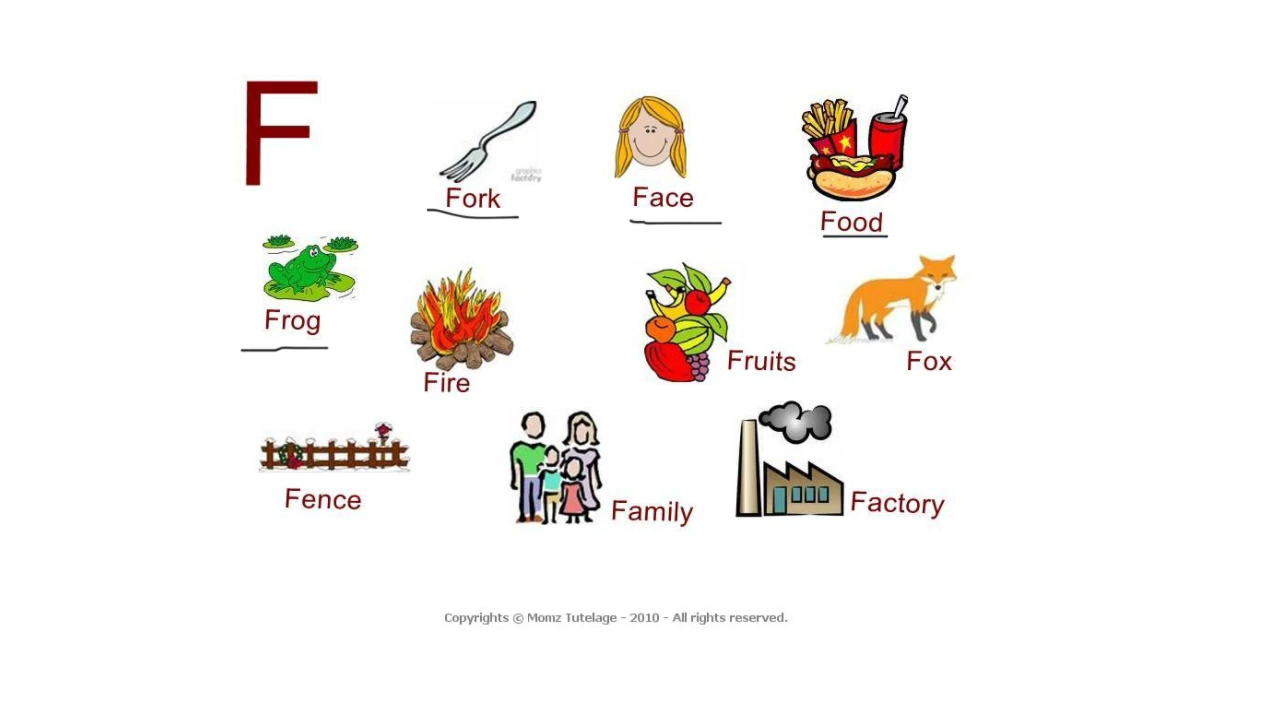 F
Fork
Face
Food
Frog
Fire
Fruits
Fox
Fence
Family
Factory
Copyrights © Momz Tutelage - 2010 - All rights reserved.